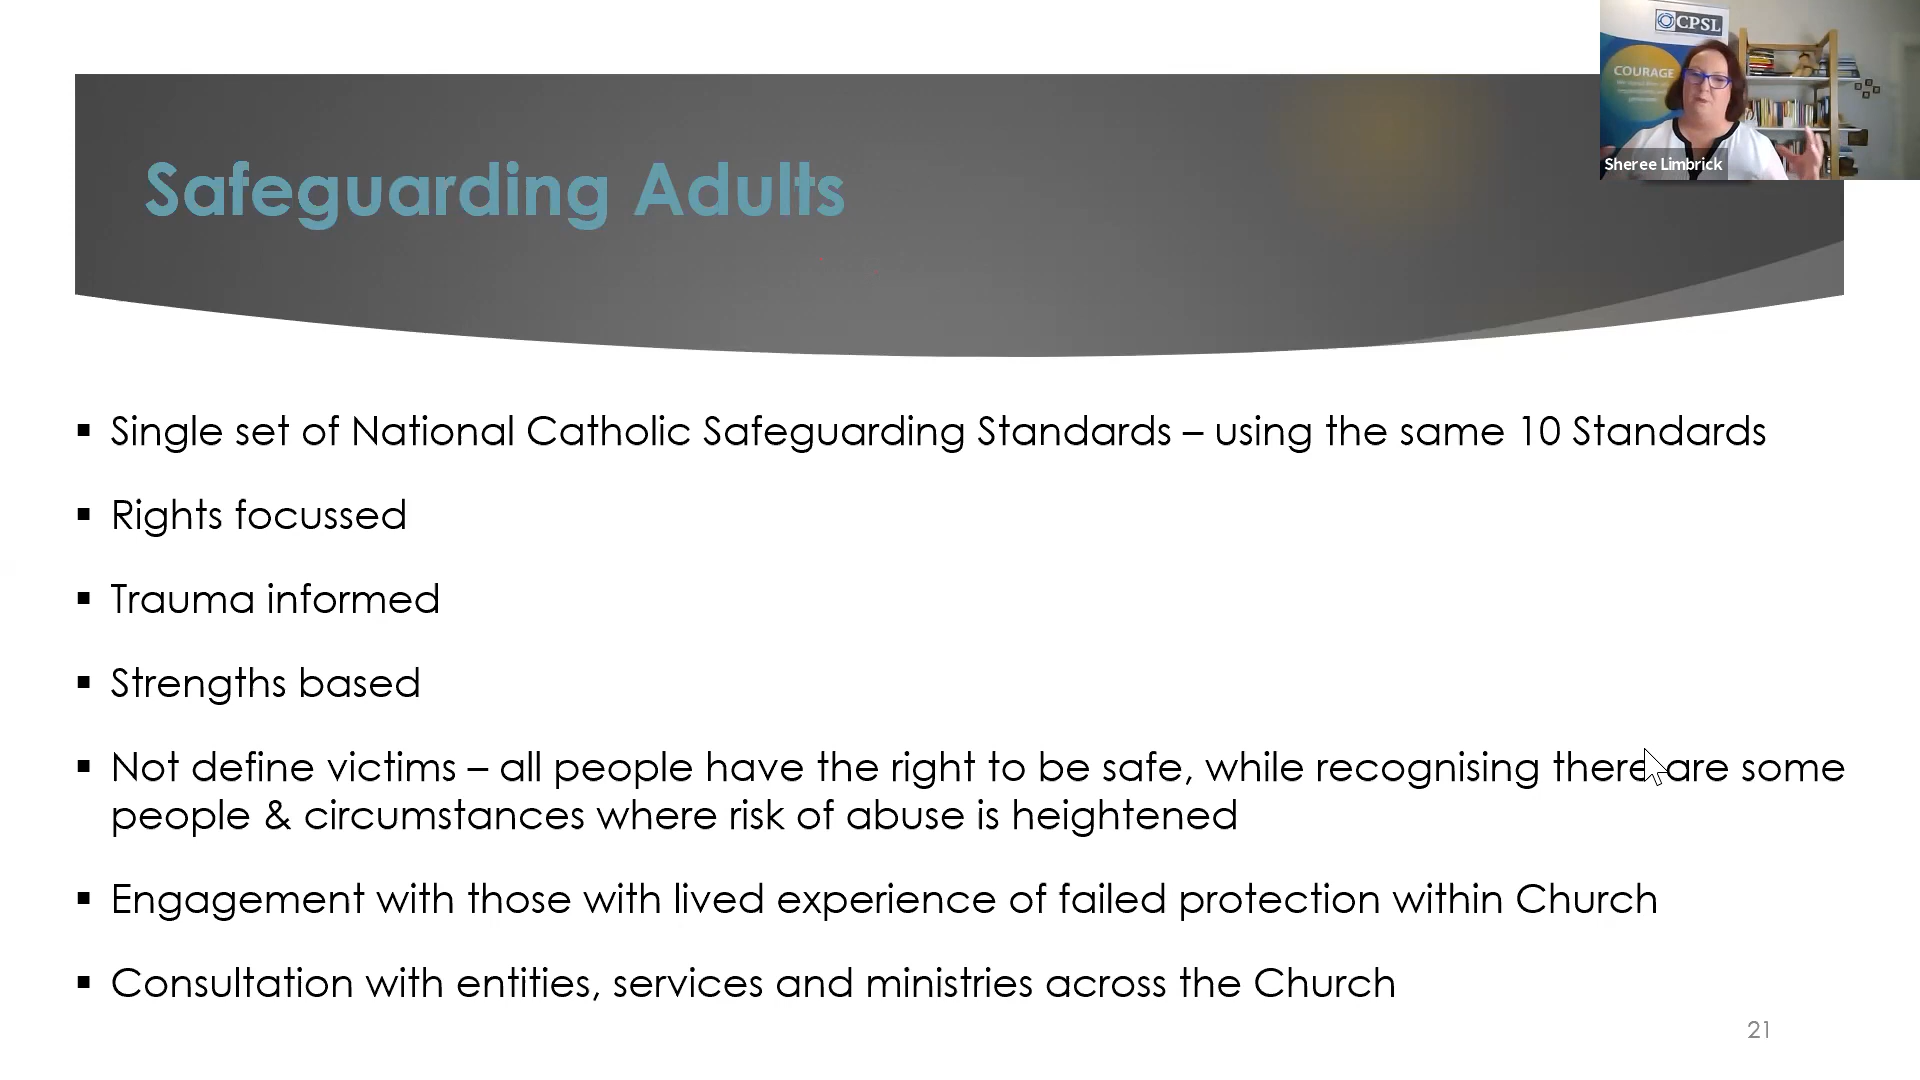 CPSL
COURAGE
Sheree Limbrick
Safeguarding Adults
▪ Single set of National Catholic Safeguarding Standards – using the same 10 Standards
▪ Rights focussed
▪ Trauma informed
▪ Strengths based
▪ Not define victims – all people have the right to be safe, while recognising there are some
people & circumstances where risk of abuse is heightened
▪ Engagement with those with lived experience of failed protection within Church
▪ Consultation with entities, services and ministries across the Church
21